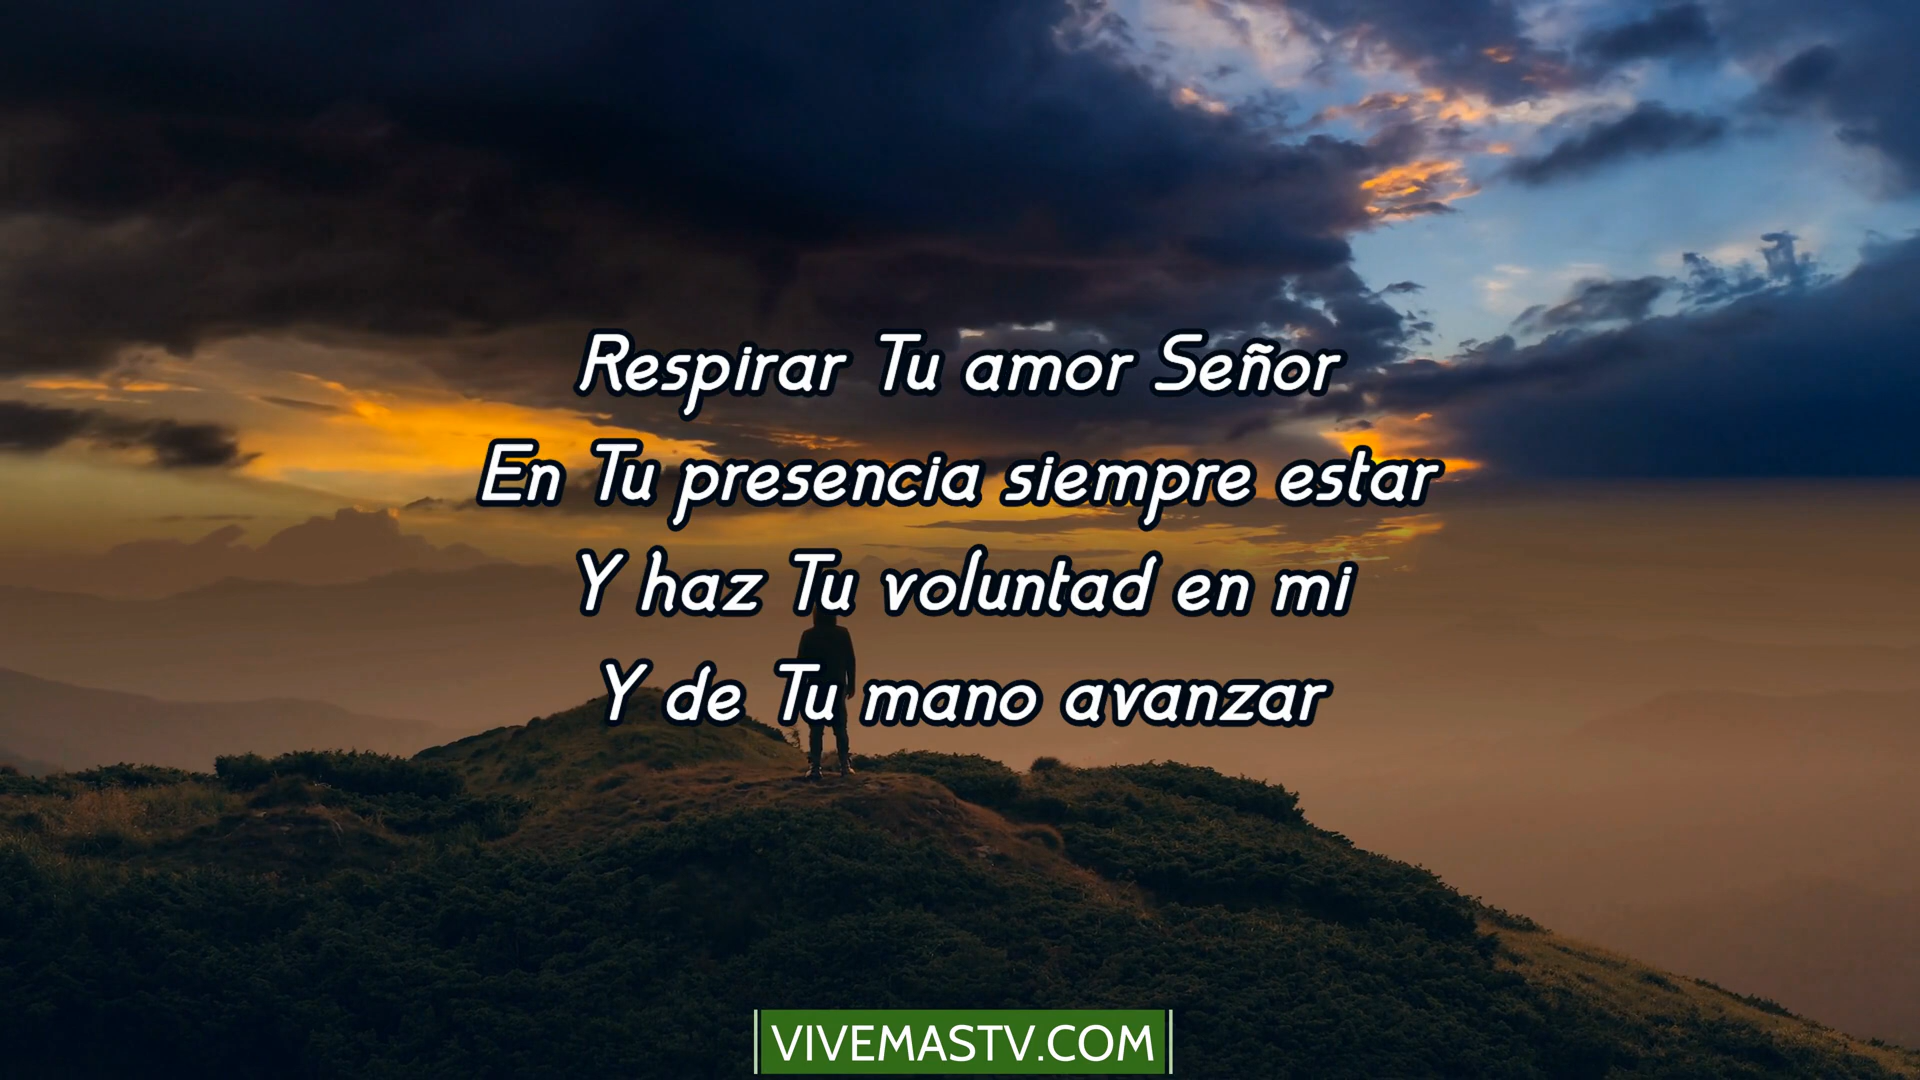 Respirar Tu amor Señor
En Tu presencia siempre estar
Y haz Tu voluntad en mi
Y de Tu mano avanzar
VIVEMASTV.COM